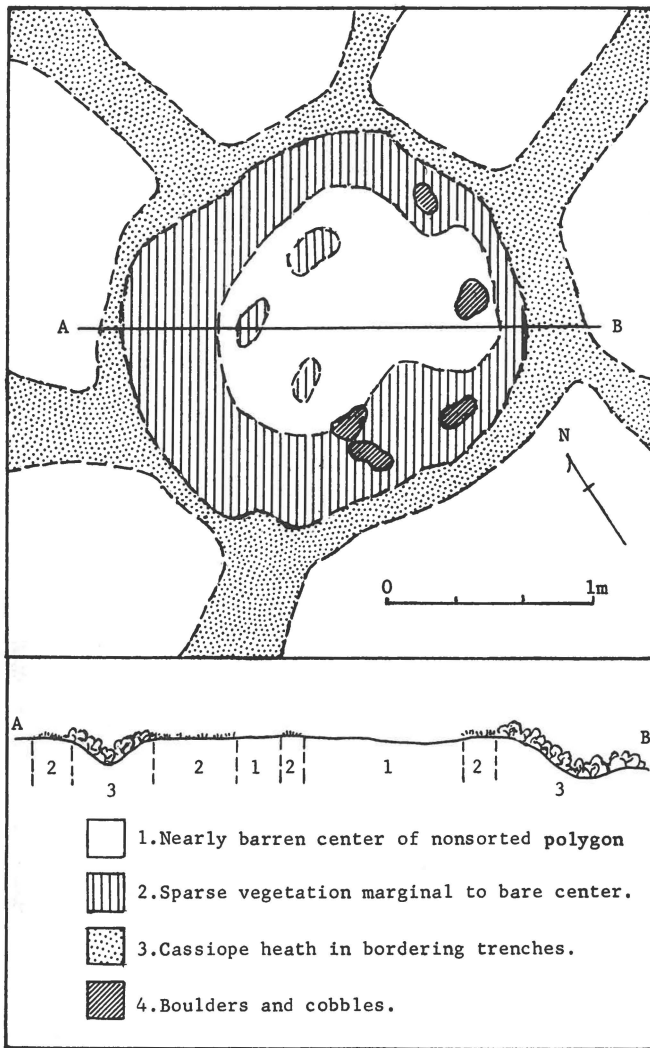 A B
N
0 1m
A B
2 2 1 2 1 2
3 3
1.Nearly barren center of nonsorted polygon
2.Sparse vegetation marginal to bare center.
3.Cassiope heath in bordering trenches.
4.Boulders and cobbles.